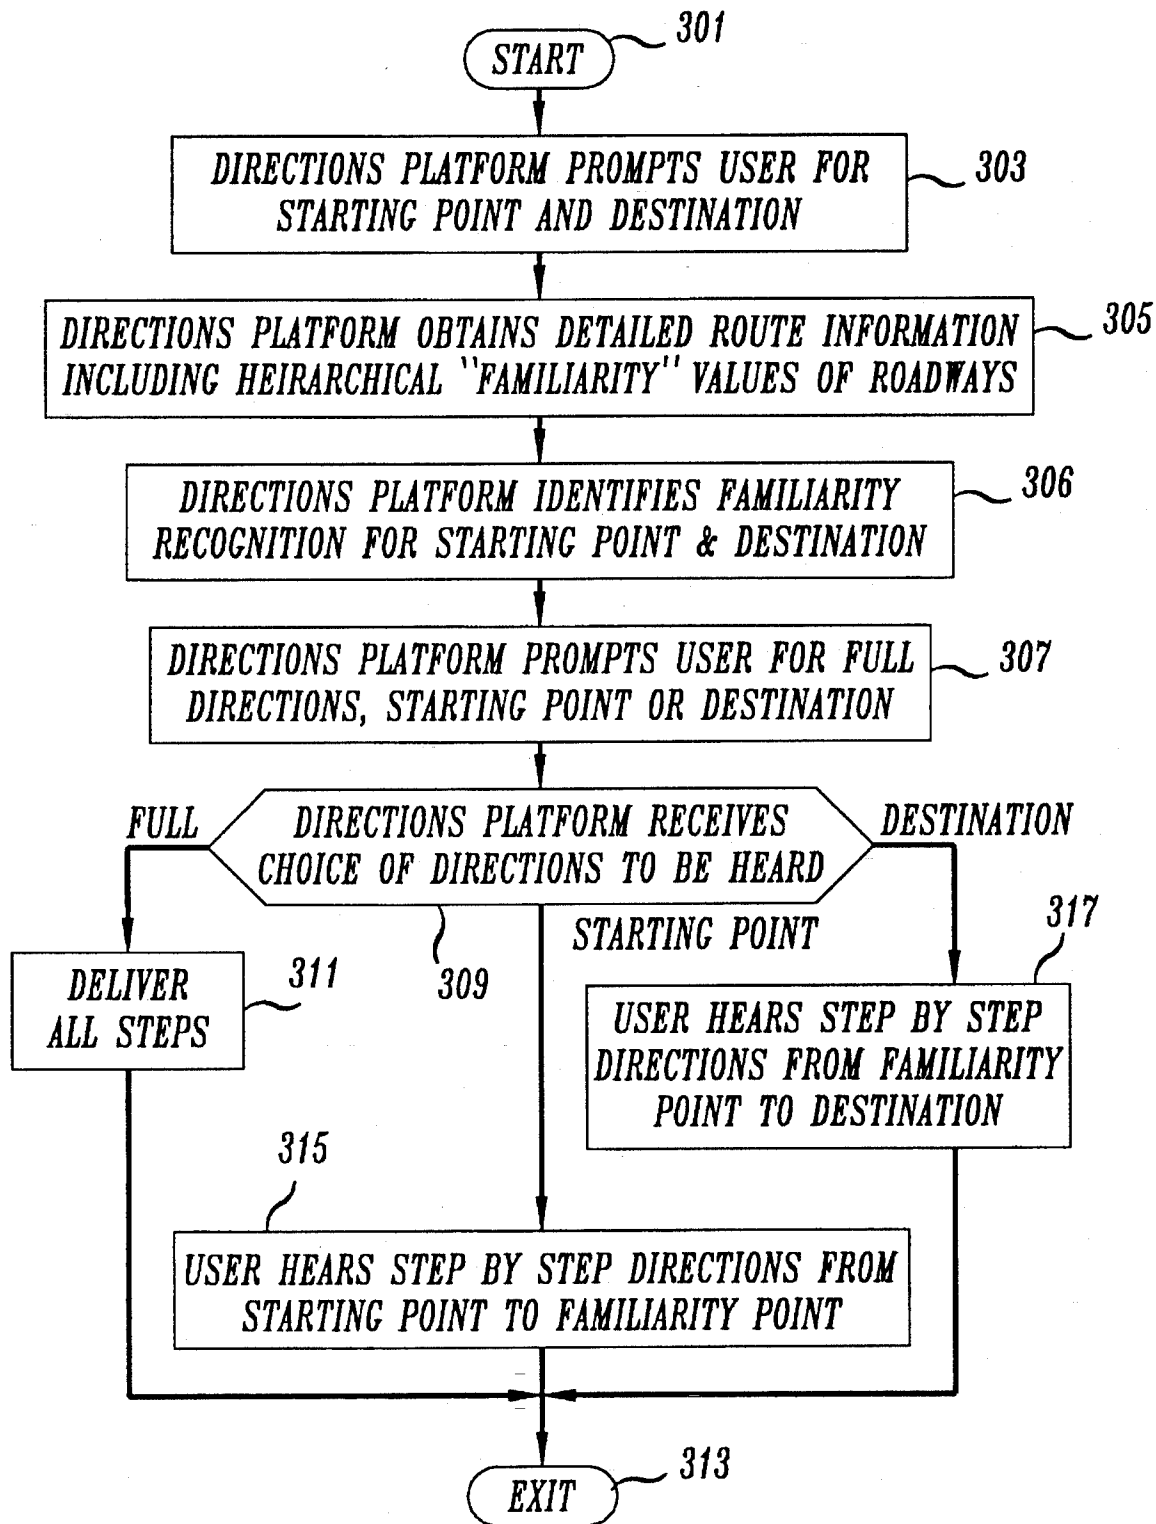 301
START
DIRECTIONS PLATFORM PROMPTS USER FOR
STARTING POINT AND DESTINATION
303
DIRECTIONS PLATFORM OBTAINS DETAILED ROUTE INFORMATION
INCLUDING HEIRARCHICAL "FAMILIARITY" VALUES OF ROADWAYS
305
DIRECTIONS PLATFORM IDENTIFIES FAMILIARITY
RECOGNITION FOR STARTING POINT & DESTINATION
306
DIRECTIONS PLATFORM PROMPTS USER FOR FULL
DIRECTIONS, STARTING POINT OR DESTINATION
307
FULL
DIRECTIONS PLATFORM RECEIVES
CHOICE OF DIRECTIONS TO BE HEARD
DESTINATION
309
STARTING POINT
317
DELIVER
ALL STEPS
311
USER HEARS STEP BY STEP
DIRECTIONS FROM FAMILIARITY
POINT TO DESTINATION
315
USER HEARS STEP BY STEP DIRECTIONS FROM
STARTING POINT TO FAMILIARITY POINT
EXIT
313